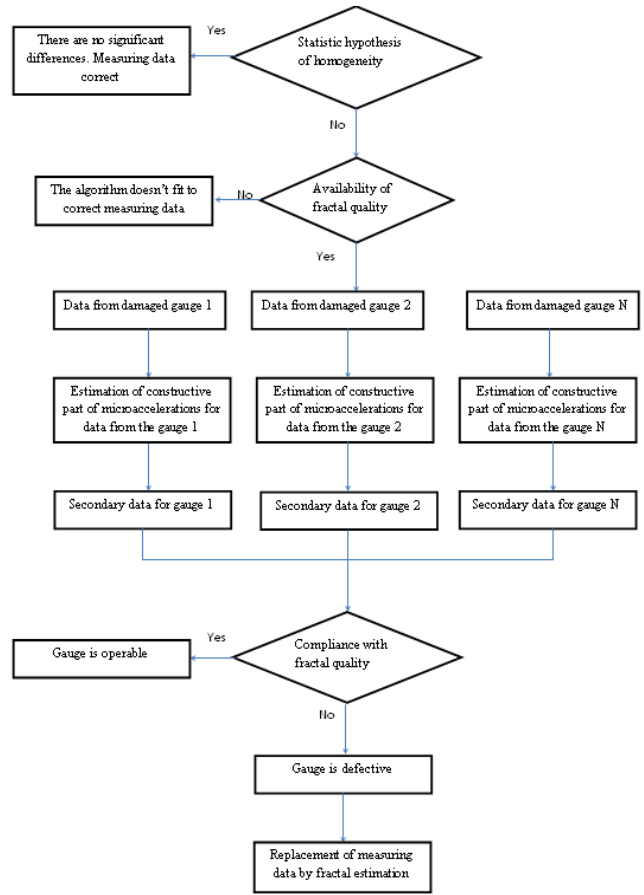 Yes
There are no significant
differences. Measuring data
correct
Statistic hypothesis
of homogeneity
No
The algorithm doesn't fit to
correct measuring data
No
Availability of
fractal quality
Yes
Data from damaged gauge 1
Data from damaged gauge 2
Data from damaged gauge N
Estimation of constructive
part of microaccelerations for
data from the gauge 1
Estimation of constructive
part of microaccelerations for
data from the gauge 2
Estimation of constructive
part of microaccelerations for
data from the gauge N
Secondary data for gauge 1
Secondary data for gauge 2
Secondary data for gauge N
Yes
Gauge is operable
Compliance with
fractal quality
No
Gauge is defective
Replacement of measuring
data by fractal estimation